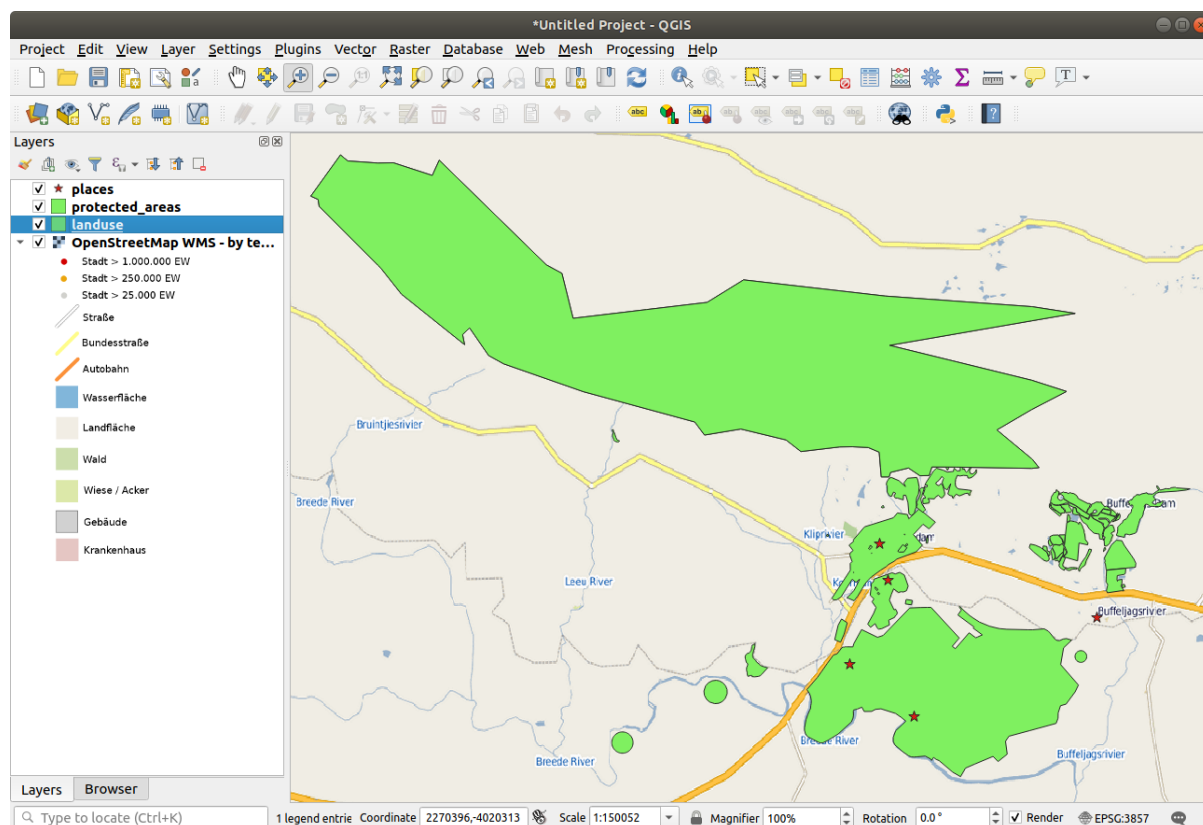 *Untitled Project - QGIS
Project Edit View Layer Settings Plugins Vector Raster Database Web Mesh Processing Help
Layers
places
protected_areas
landuse
OpenStreetMap WMS - by te...
Stadt > 1.000.000 EW
Stadt > 250.000 EW
Stadt > 25.000 EW
Straße
Bundesstraße
Autobahn
Wasserfläche
Landfläche
Wald
Wiese / Acker
Gebäude
Krankenhaus
Bruintjiesrivier
Breede River
Kliprivier
Leeu River
Buffeljagsrivier
Breede River
Breede River
Buffeljagsrivier
Layers Browser
Type to locate (Ctrl+K) 1 legend entrie Coordinate 2270396,-4020313 Scale 1:150052 Magnifier 100% Rotation 0.0 ° Render EPSG:3857